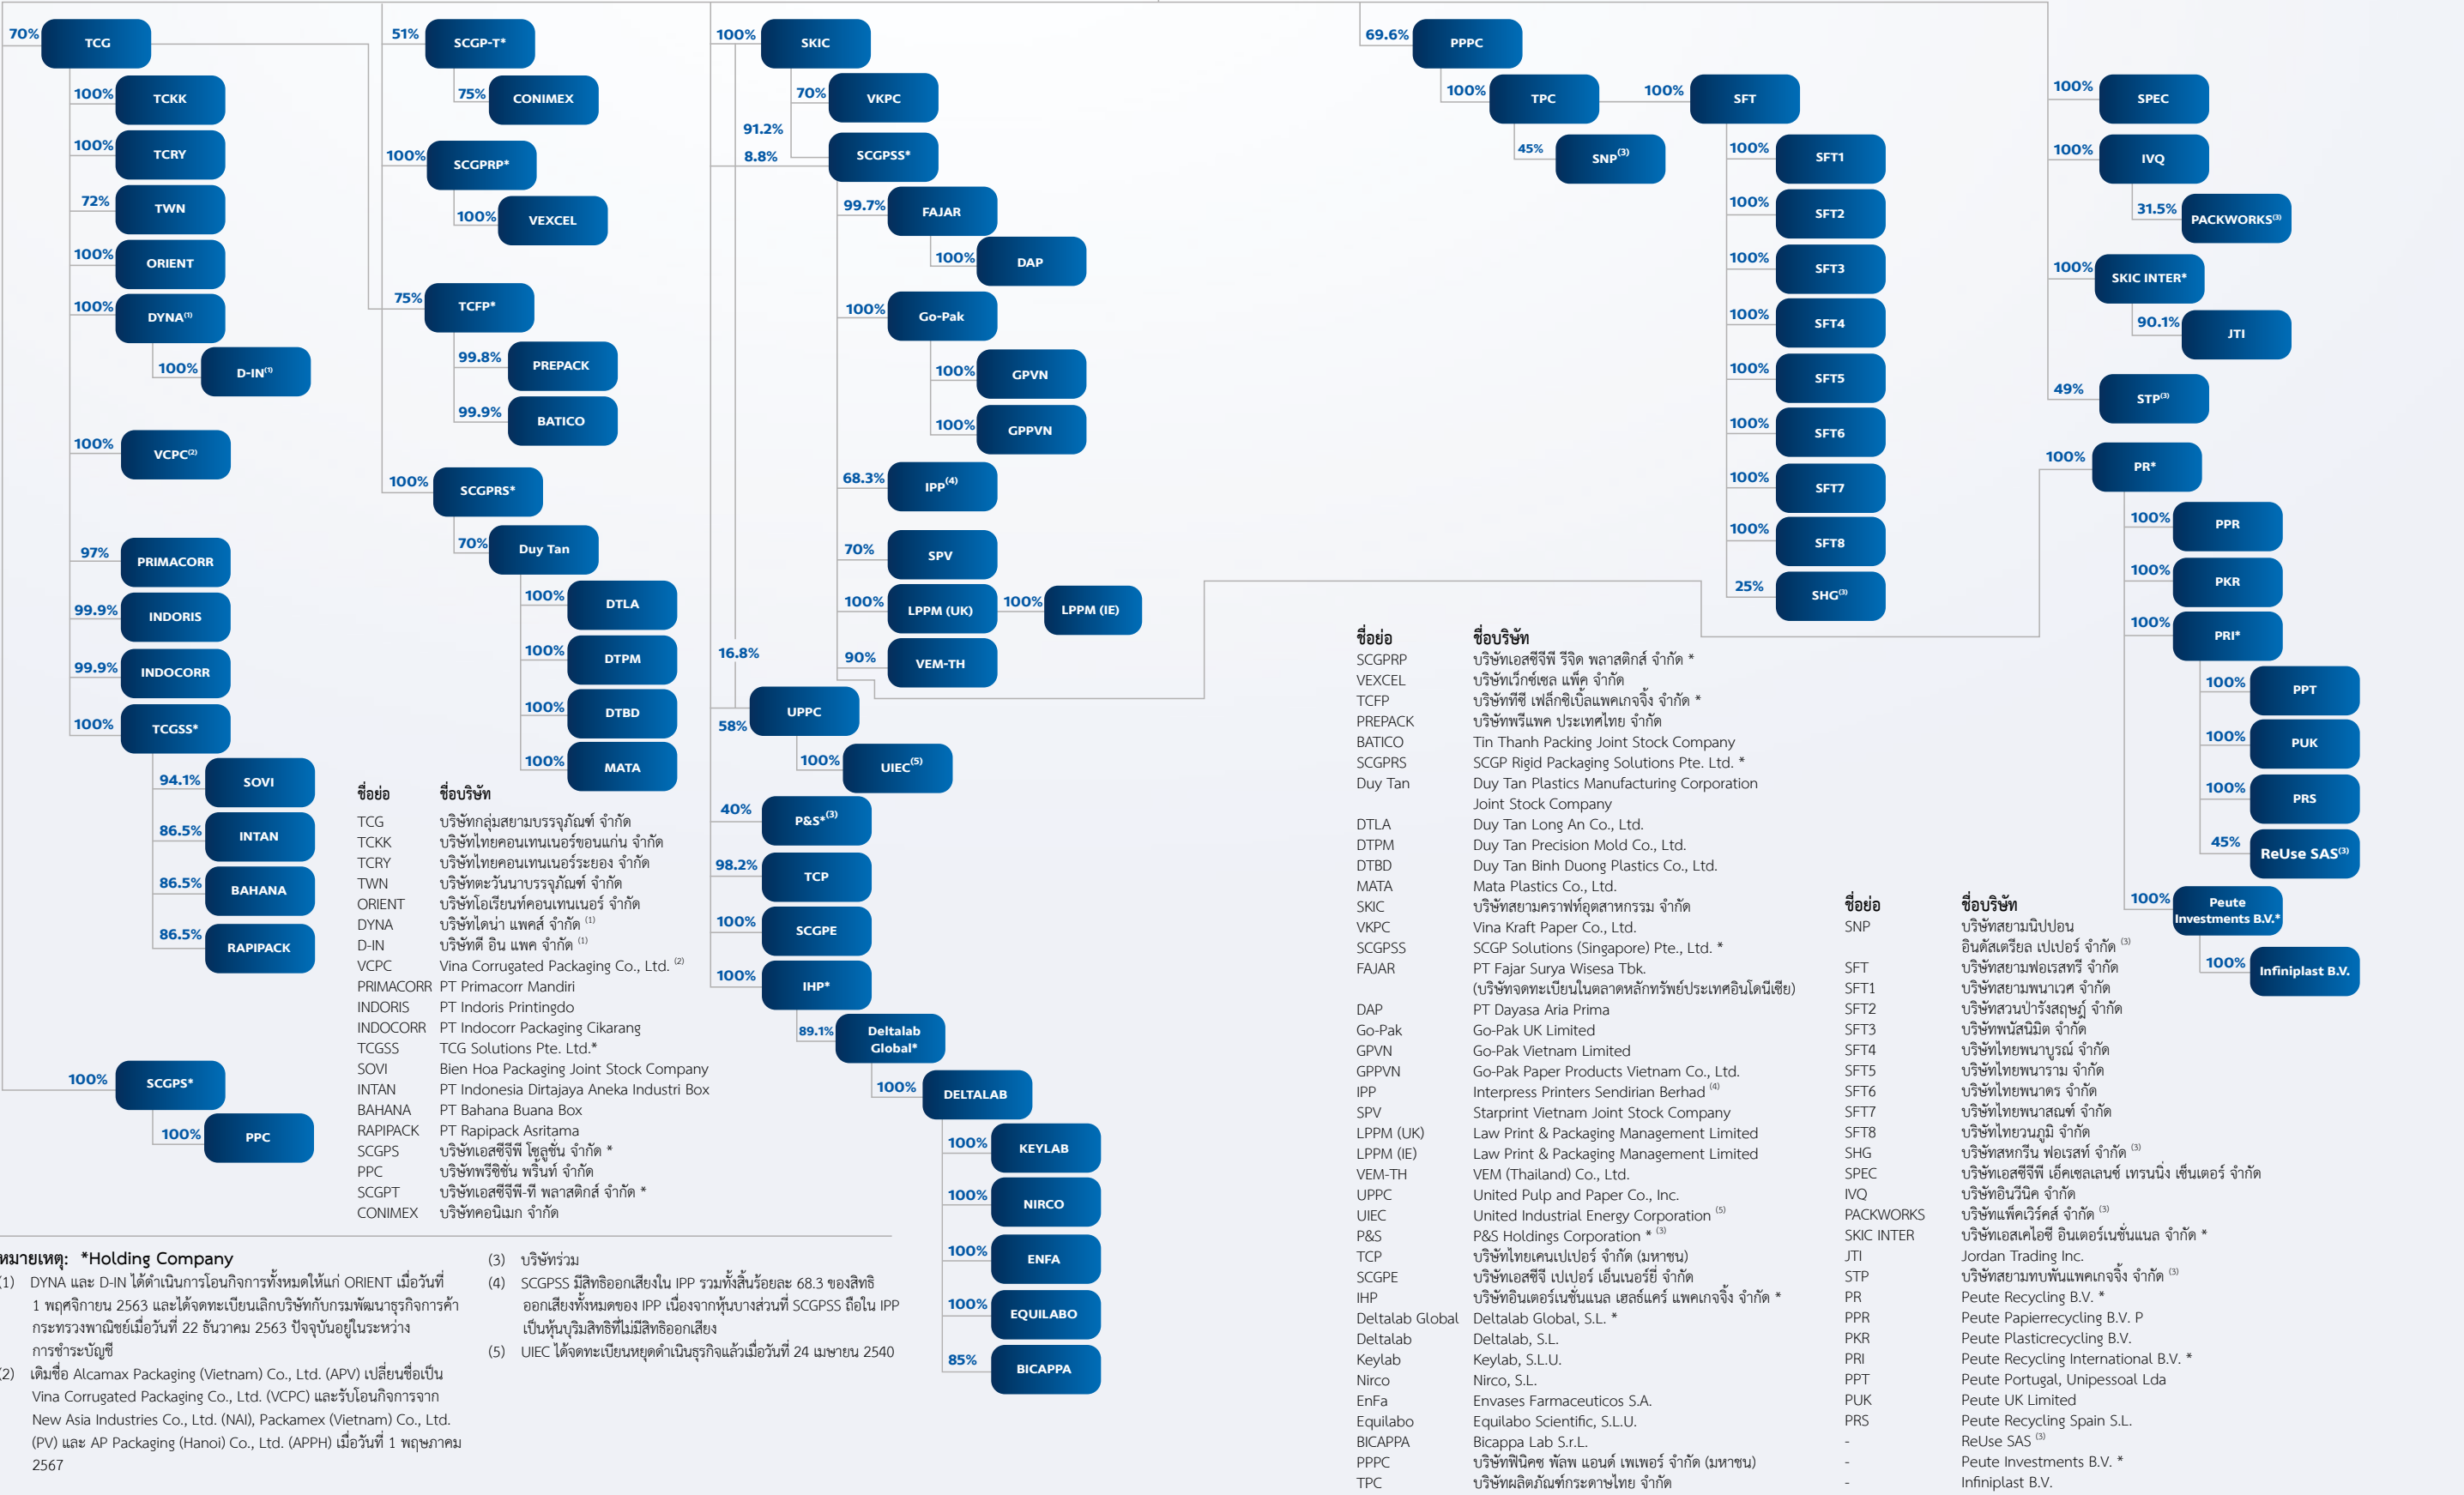 70%
TCG
100%
TCKK
100%
TCRY
72%
TWN
100%
ORIENT
100%
DYNA(1)
100%
D-IN(1)
100%
VCPC(2)
97%
PRIMACORR
99.9%
INDORIS
99.9%
INDOCORR
100%
TCGSS*
94.1%
SOVI
86.5%
INTAN
86.5%
BAHANA
86.5%
RAPIPACK
100%
SCGPS*
100%
PPC
51%
SCGP-T*
75%
CONIMEX
100%
SCGPRP*
100%
VEXCEL
75%
TCFP*
99.8%
PREPACK
99.9%
BATICO
100%
SCGPRS*
70%
Duy Tan
100%
DTLA
100%
DTPM
100%
DTBD
100%
MATA
100%
SKIC
70%
VKPC
91.2%
8.8%
SCGPSS*
99.7%
FAJAR
100%
DAP
100%
Go-Pak
100%
GPVN
100%
GPPVN
68.3%
IPP(4)
70%
SPV
100%
LPPM (UK)
100%
LPPM (IE)
90%
VEM-TH
16.8%
58%
UPPC
100%
UIEC(5)
40%
P&S*(3)
98.2%
TCP
100%
SCGPE
100%
IHP*
89.1%
Deltalab
Global*
100%
DELTALAB
100%
KEYLAB
100%
NIRCO
100%
ENFA
100%
EQUILABO
85%
BICAPPA
69.6%
PPPC
100%
TPC
45%
SNP(3)
100%
SFT
100%
SFT1
100%
SFT2
100%
SFT3
100%
SFT4
100%
SFT5
100%
SFT6
100%
SFT7
100%
SFT8
25%
SHG(3)
100%
SPEC
100%
IVQ
31.5%
PACKWORKS(3)
100%
SKIC INTER*
90.1%
JTI
49%
STP(3)
100%
PR*
100%
PPR
100%
PKR
100%
PRI*
100%
PPT
100%
PUK
100%
PRS
45%
ReUse SAS(3)
100%
Peute
Investments B.V.*
100%
Infiniplast B.V.
ชื่อย่อ ชื่อบริษัท
TCG บริษัทกลุ่มสยามบรรจุภัณฑ์ จำกัด
TCKK บริษัทไทยคอนเทนเนอร์ขอนแก่น จำกัด
TCRY บริษัทไทยคอนเทนเนอร์ระยอง จำกัด
TWN บริษัทตะวันนาบรรจุภัณฑ์ จำกัด
ORIENT บริษัทโอเรียนท์คอนเทนเนอร์ จำกัด
DYNA บริษัทไดน่า แพคส์ จำกัด (1)
D-IN บริษัทดี อิน แพค จำกัด (1)
VCPC Vina Corrugated Packaging Co., Ltd. (2)
PRIMACORR PT Primacorr Mandiri
INDORIS PT Indoris Printingdo
INDOCORR PT Indocorr Packaging Cikarang
TCGSS TCG Solutions Pte. Ltd.*
SOVI Bien Hoa Packaging Joint Stock Company
INTAN PT Indonesia Dirtajaya Aneka Industri Box
BAHANA PT Bahana Buana Box
RAPIPACK PT Rapipack Asritama
SCGPS บริษัทเอสซีจีพี โซลูชั่น จำกัด *
PPC บริษัทพรีซิชั่น พริ้นท์ จำกัด
SCGPT บริษัทเอสซีจีพี-ที พลาสติกส์ จำกัด *
CONIMEX บริษัทคอนิเมก จำกัด
ชื่อย่อ ชื่อบริษัท
SCGPRP บริษัทเอสซีจีพี รีจิด พลาสติกส์ จำกัด *
VEXCEL บริษัทเว็กซ์เซล แพ็ค จำกัด
TCFP บริษัททีซี เฟล็กซิเบิ้ลแพคเกจจิ้ง จำกัด *
PREPACK บริษัทพรีแพค ประเทศไทย จำกัด
BATICO Tin Thanh Packing Joint Stock Company
SCGPRS SCGP Rigid Packaging Solutions Pte. Ltd. *
Duy Tan Duy Tan Plastics Manufacturing Corporation
Joint Stock Company
DTLA Duy Tan Long An Co., Ltd.
DTPM Duy Tan Precision Mold Co., Ltd.
DTBD Duy Tan Binh Duong Plastics Co., Ltd.
MATA Mata Plastics Co., Ltd.
SKIC บริษัทสยามคราฟท์อุตสาหกรรม จำกัด
VKPC Vina Kraft Paper Co., Ltd.
SCGPSS SCGP Solutions (Singapore) Pte., Ltd. *
FAJAR PT Fajar Surya Wisesa Tbk.
(บริษัทจดทะเบียนในตลาดหลักทรัพย์ประเทศอินโดนีเซีย)
DAP PT Dayasa Aria Prima
Go-Pak Go-Pak UK Limited
GPVN Go-Pak Vietnam Limited
GPPVN Go-Pak Paper Products Vietnam Co., Ltd.
IPP Interpress Printers Sendirian Berhad (4)
SPV Starprint Vietnam Joint Stock Company
LPPM (UK) Law Print & Packaging Management Limited
LPPM (IE) Law Print & Packaging Management Limited
VEM-TH VEM (Thailand) Co., Ltd.
UPPC United Pulp and Paper Co., Inc.
UIEC United Industrial Energy Corporation (5)
P&S P&S Holdings Corporation * (3)
TCP บริษัทไทยเคนเปเปอร์ จำกัด (มหาชน)
SCGPE บริษัทเอสซีจี เปเปอร์ เอ็นเนอร์ยี่ จำกัด
IHP บริษัทอินเตอร์เนชั่นแนล เฮลธ์แคร์ แพคเกจจิ้ง จำกัด *
Deltalab Global Deltalab Global, S.L. *
Deltalab Deltalab, S.L.
Keylab Keylab, S.L.U.
Nirco Nirco, S.L.
EnFa Envases Farmaceuticos S.A.
Equilabo Equilabo Scientific, S.L.U.
BICAPPA Bicappa Lab S.r.L.
PPPC บริษัทฟินิคซ พัลพ แอนด์ เพเพอร์ จำกัด (มหาชน)
TPC บริษัทผลิตภัณฑ์กระดาษไทย จำกัด
ชื่อย่อ ชื่อบริษัท
SNP บริษัทสยามนิปปอน
อินดัสเตรียล เปเปอร์ จำกัด (3)
SFT บริษัทสยามฟอเรสทรี จำกัด
SFT1 บริษัทสยามพนาเวศ จำกัด
SFT2 บริษัทสวนป่ารังสฤษฎ์ จำกัด
SFT3 บริษัทพนัสนิมิต จำกัด
SFT4 บริษัทไทยพนาบูรณ์ จำกัด
SFT5 บริษัทไทยพนาราม จำกัด
SFT6 บริษัทไทยพนาดร จำกัด
SFT7 บริษัทไทยพนาสณฑ์ จำกัด
SFT8 บริษัทไทยวนภูมิ จำกัด
SHG บริษัทสหกรีน ฟอเรสท์ จำกัด (3)
SPEC บริษัทเอสซีจีพี เอ็คเซลเลนซ์ เทรนนิ่ง เซ็นเตอร์ จำกัด
IVQ บริษัทอินวีนิค จำกัด
PACKWORKS บริษัทแพ็คเวิร์คส์ จำกัด (3)
SKIC INTER บริษัทเอสเคไอซี อินเตอร์เนชั่นแนล จำกัด *
JTI Jordan Trading Inc.
STP บริษัทสยามทบพันแพคเกจจิ้ง จำกัด (3)
PR Peute Recycling B.V. *
PPR Peute Papierrecycling B.V. P
PKR Peute Plasticrecycling B.V.
PRI Peute Recycling International B.V. *
PPT Peute Portugal, Unipessoal Lda
PUK Peute UK Limited
PRS Peute Recycling Spain S.L.
- ReUse SAS (3)
- Peute Investments B.V. *
- Infiniplast B.V.
หมายเหตุ: *Holding Company
(1) DYNA และ D-IN ได้ดำเนินการโอนกิจการทั้งหมดให้แก่ ORIENT เมื่อวันที่
1 พฤศจิกายน 2563 และได้จดทะเบียนเลิกบริษัทกับกรมพัฒนาธุรกิจการค้า
กระทรวงพาณิชย์เมื่อวันที่ 22 ธันวาคม 2563 ปัจจุบันอยู่ในระหว่าง
การชำระบัญชี
(2) เดิมชื่อ Alcamax Packaging (Vietnam) Co., Ltd. (APV) เปลี่ยนชื่อเป็น
Vina Corrugated Packaging Co., Ltd. (VCPC) และรับโอนกิจการจาก
New Asia Industries Co., Ltd. (NAI), Packamex (Vietnam) Co., Ltd.
(PV) และ AP Packaging (Hanoi) Co., Ltd. (APPH) เมื่อวันที่ 1 พฤษภาคม
2567
(3) บริษัทร่วม
(4) SCGPSS มีสิทธิออกเสียงใน IPP รวมทั้งสิ้นร้อยละ 68.3 ของสิทธิ
ออกเสียงทั้งหมดของ IPP เนื่องจากหุ้นบางส่วนที่ SCGPSS ถือใน IPP
เป็นหุ้นบุริมสิทธิที่ไม่มีสิทธิออกเสียง
(5) UIEC ได้จดทะเบียนหยุดดำเนินธุรกิจแล้วเมื่อวันที่ 24 เมษายน 2540